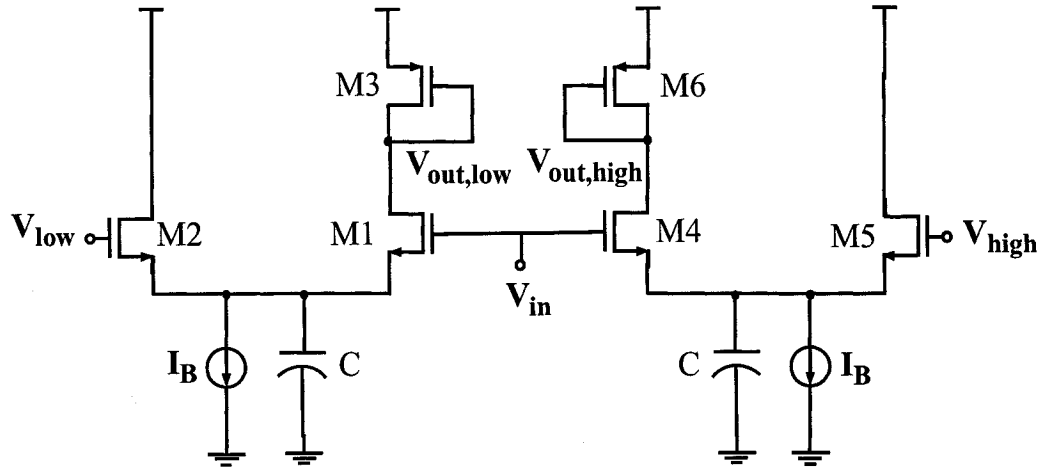 M3
M6
V_out,low
V_out,high
V_low
M2
M1
M4
M5
V_high
V_in
I_B
C
C
I_B